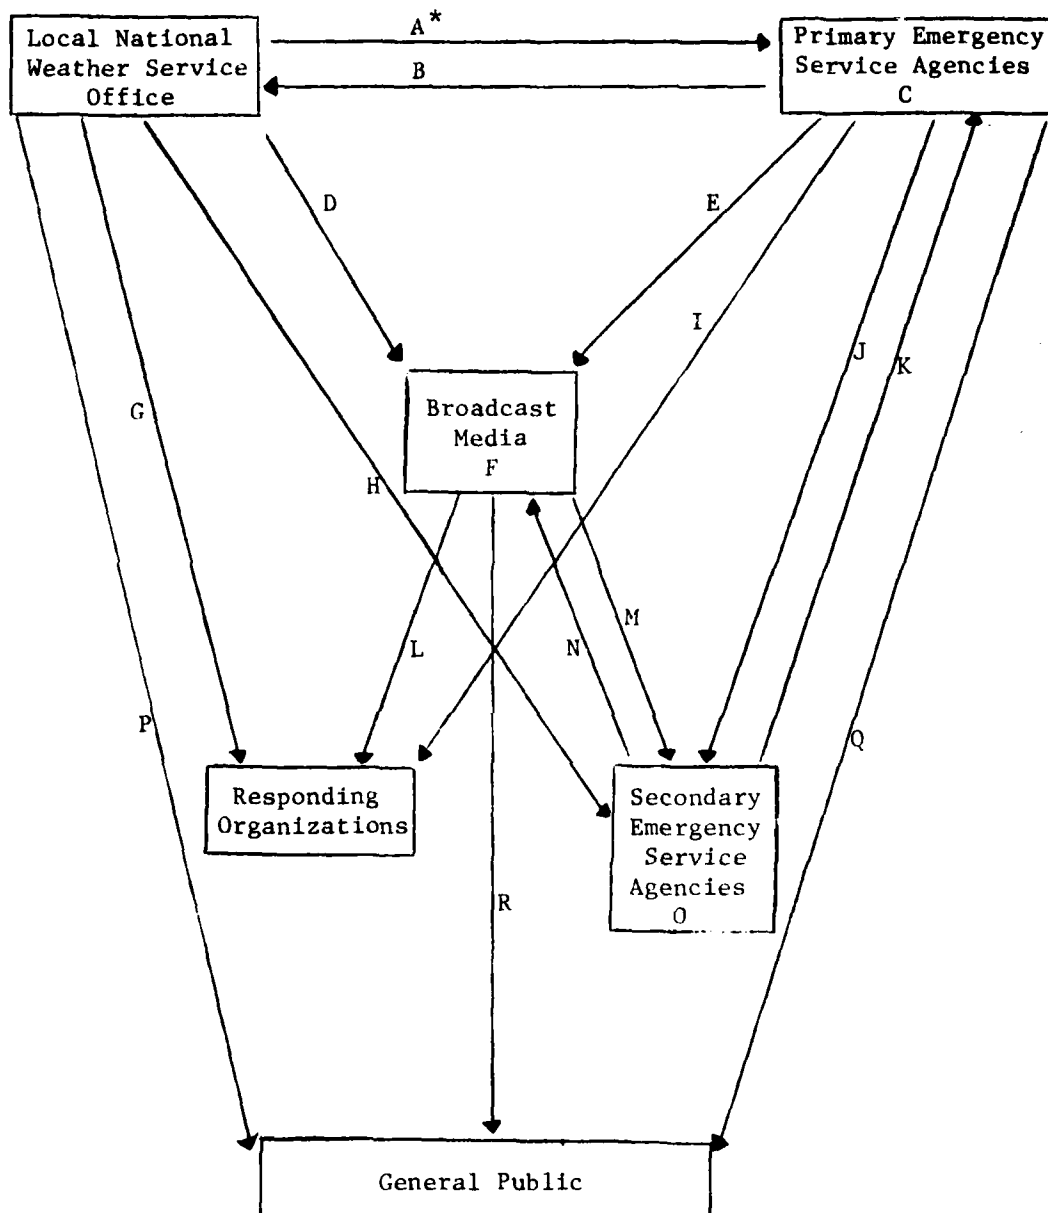 Local National
Weather Service
Office
A*
B
Primary Emergency
Service Agencies
C
D
E
I
J
K
G
Broadcast
Media
F
H
L
N
M
P
Q
Responding
Organizations
Secondary
Emergency
Service
Agencies
O
R
General Public